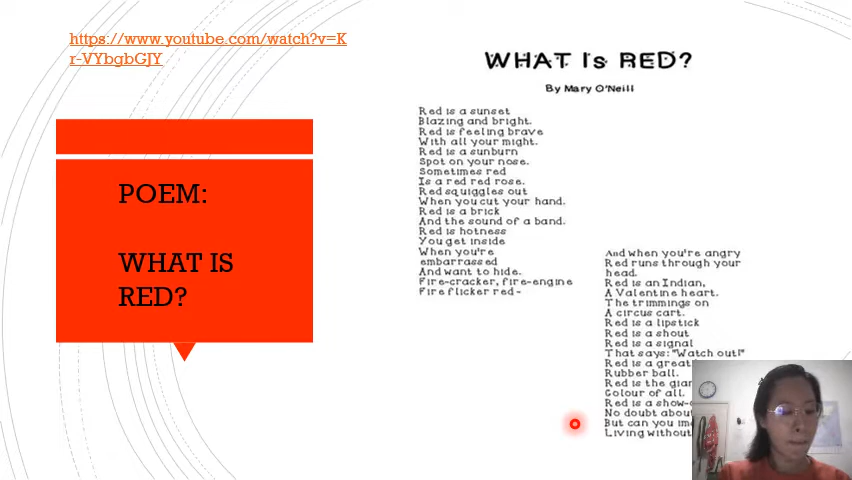 https://www.youtube.com/watch?v=K
r-VYbgbGJY
POEM:
WHAT IS
RED?
WHAT Is RED?
By Mary O'Neill
Red is a sunset
Blazing and bright.
Red is feeling brave
With all your might.
Red is a sunburn
Spot on your nose.
Sometimes red
Is a red red rose.
Red squiggles out
When you cut your hand.
Red is a brick
And the sound of a band.
Red is hotness
You get inside
When you're
embarrassed
And want to hide.
Fire-cracker, fire-engine
Fire flicker red-
And when you're angry
Red runs through your
head.
Red is an Indian,
A Valentine heart.
The trimmings on
A circus cart.
Red is a lipstick
Red is a shout
Red is a signal
That says: "Watch out!"
Red is a great
Rubber ball.
Red is the
Colour of all.
Red is a
No doubt
But can you
Living without